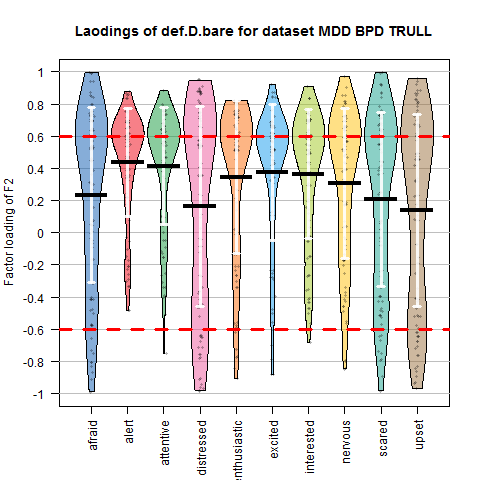 Laodings of def.D.bare for dataset MDD BPD TRULL
Factor loading of F2
1
0.8
0.6
0.4
0.2
0
-0.2
-0.4
-0.6
-0.8
-1
afraid
alert
attentive
distressed
enthusiastic
excited
interested
nervous
scared
upset